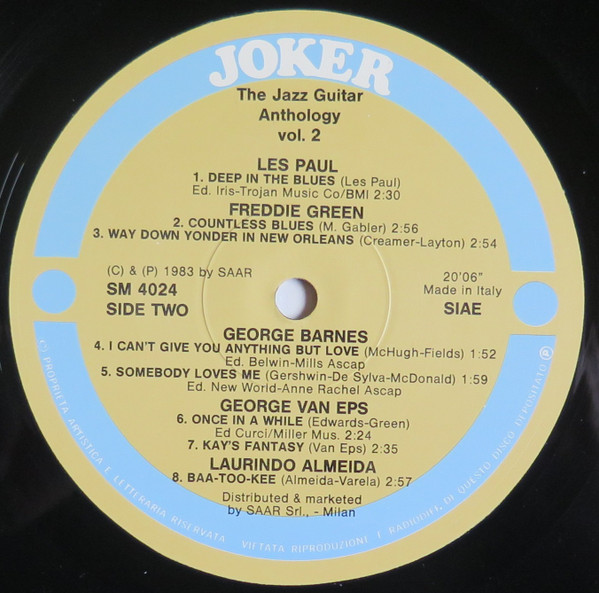 JOKER
The Jazz Guitar
Anthology
vol. 2
LES PAUL
1. DEEP IN THE BLUES (Les Paul)
Ed. Iris-Trojan Music Co/BMI 2:30
FREDDIE GREEN
2. COUNTLESS BLUES (M. Gabler) 2:56
3. WAY DOWN YONDER IN NEW ORLEANS (Creamer-Layton) 2:54
(C) & (P) 1983 by SAAR
SM 4024
SIDE TWO
20'06"
Made in Italy
SIAE
GEORGE BARNES
4. I CAN'T GIVE YOU ANYTHING BUT LOVE (McHugh-Fields) 1:52
Ed. Belwin-Mills Ascap
5. SOMEBODY LOVES ME (Gershwin-De Sylva-McDonald) 1:59
Ed. New World-Anne Rachel Ascap
GEORGE VAN EPS
6. ONCE IN A WHILE (Edwards-Green)
Ed Curci/Miller Mus. 2:24
7. KAY'S FANTASY (Van Eps) 2:35
LAURINDO ALMEIDA
8. BAA-TOO-KEE (Almeida-Varela) 2:57
Distributed & marketed
by SAAR Srl., - Milan
(C) PROPRIETÀ ARTISTICA E LETTERARIA RISERVATA VIETATA RIPRODUZIONI E RADIODIFF. DI QUESTO DISCO DEPOSITATO ℗